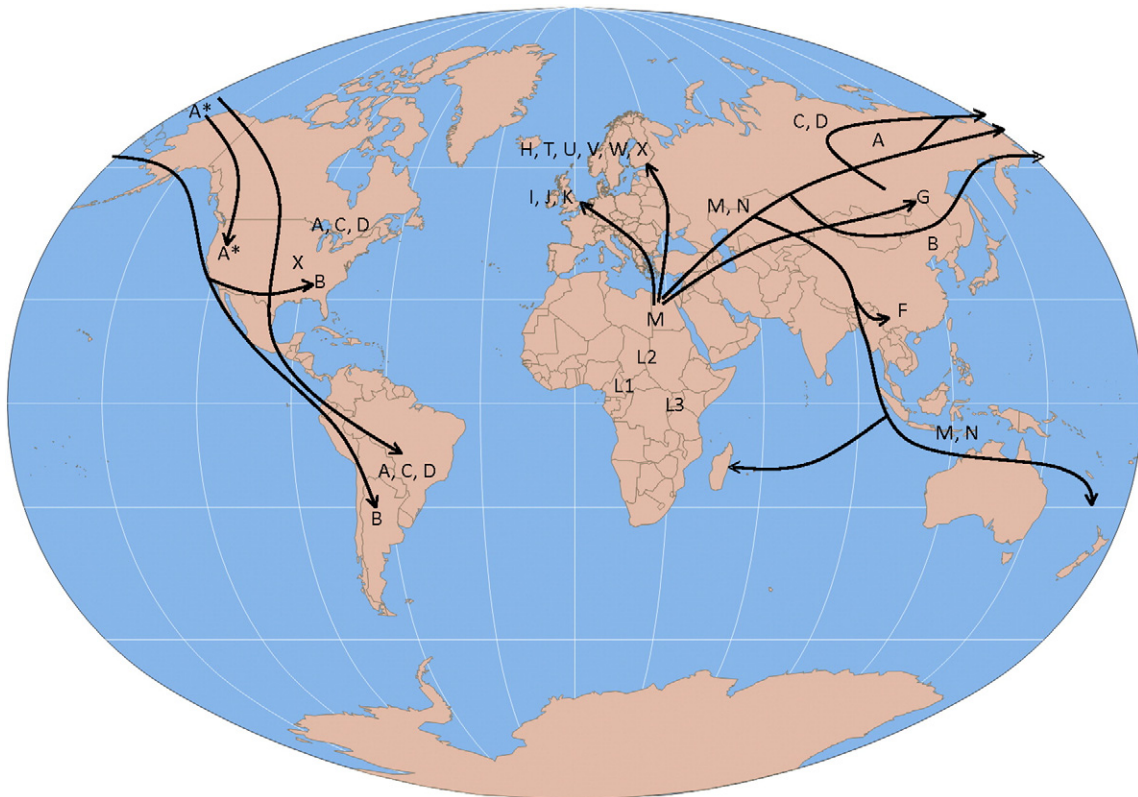 A*
C, D
A
H, T, U, V, W, X
I, J, K
M, N
G
A, C, D
A*
B
X
B
F
M
L2
L1
L3
M, N
A, C, D
B